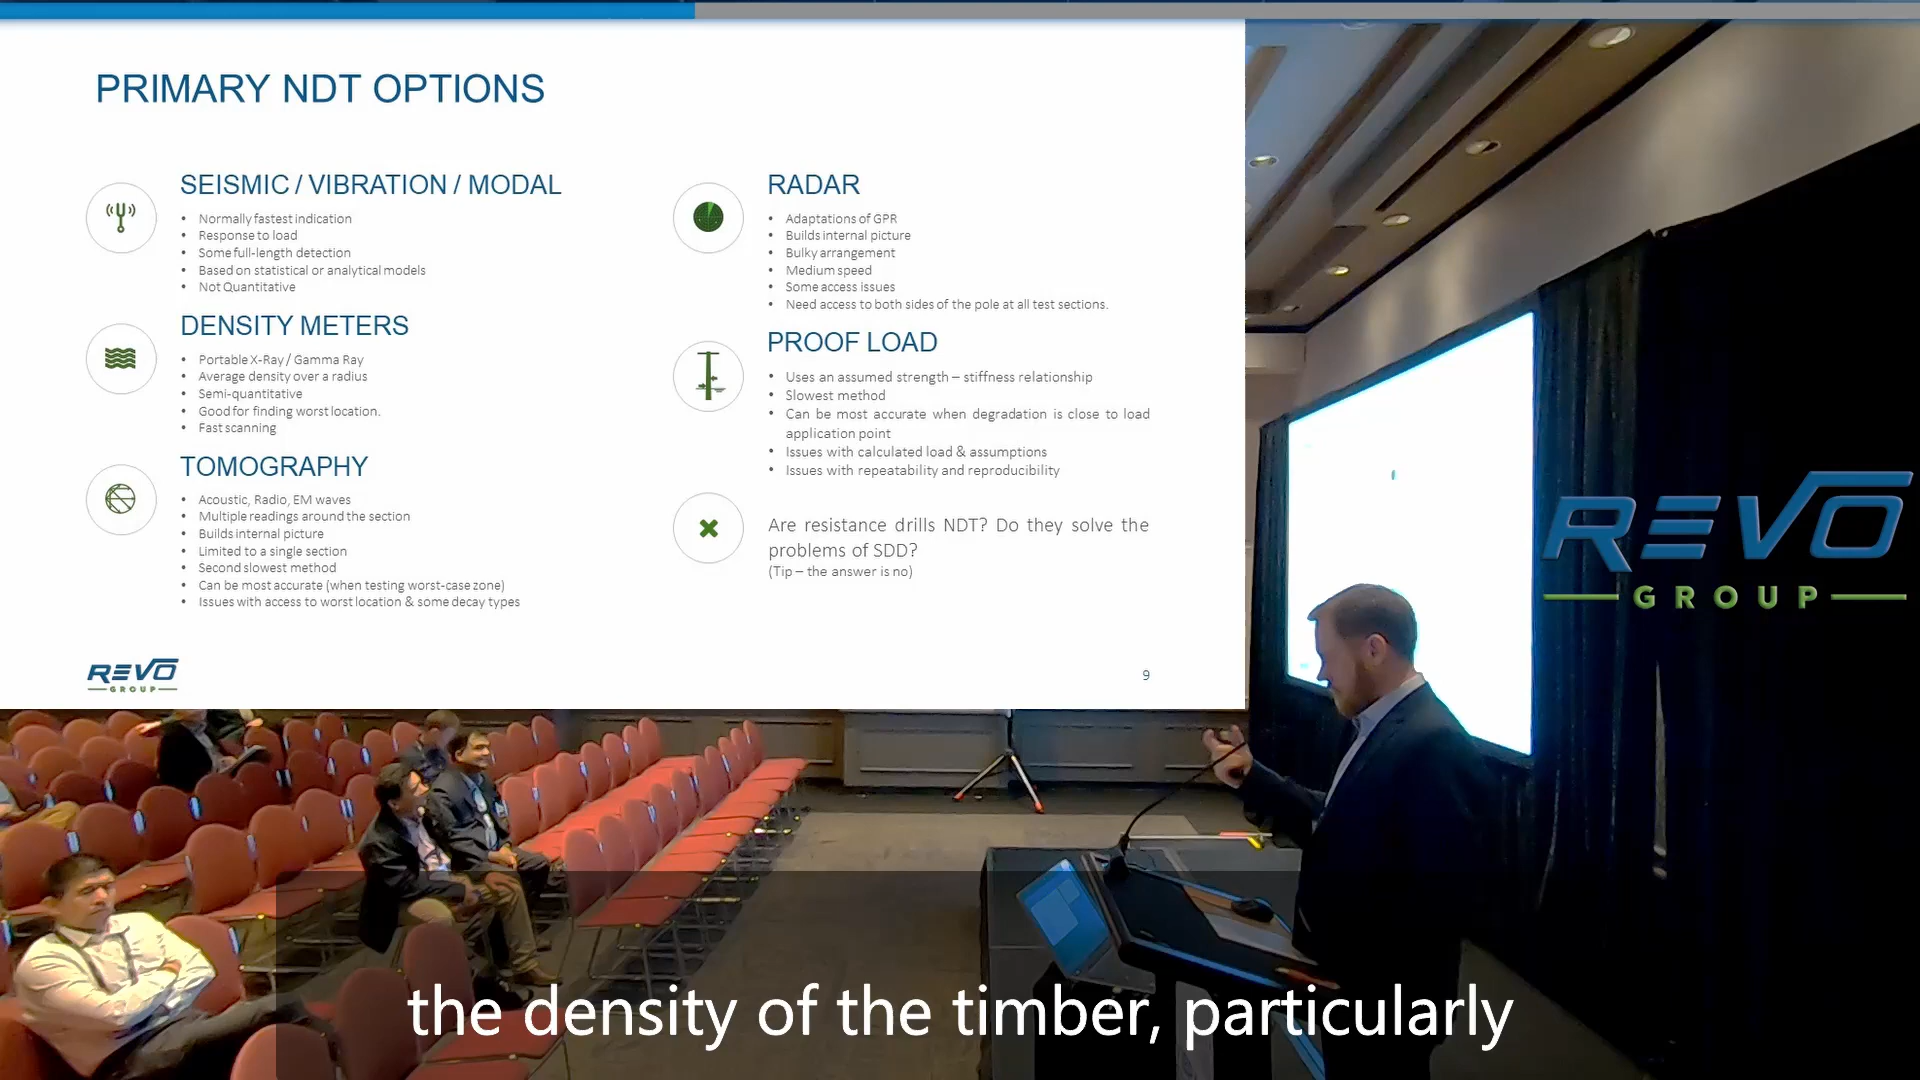 PRIMARY NDT OPTIONS
SEISMIC / VIBRATION / MODAL
• Normally fastest indication
• Response to load
• Some full-length detection
• Based on statistical or analytical models
• Not Quantitative
DENSITY METERS
• Portable X-Ray / Gamma Ray
• Average density over a radius
• Semi-quantitative
• Good for finding worst location.
• Fast scanning
TOMOGRAPHY
• Acoustic, Radio, EM waves
• Multiple readings around the section
• Builds internal picture
• Limited to a single section
• Second slowest method
• Can be most accurate (when testing worst-case zone)
• Issues with access to worst location & some decay types
RADAR
• Adaptations of GPR
• Builds internal picture
• Bulky arrangement
• Medium speed
• Some access issues
• Need access to both sides of the pole at all test sections.
PROOF LOAD
• Uses an assumed strength – stiffness relationship
• Slowest method
• Can be most accurate when degradation is close to load
application point
• Issues with calculated load & assumptions
• Issues with repeatability and reproducibility
Are resistance drills NDT? Do they solve the
problems of SDD?
(Tip – the answer is no)
REVO
GROUP
9
REVO
GROUP
the density of the timber, particularly